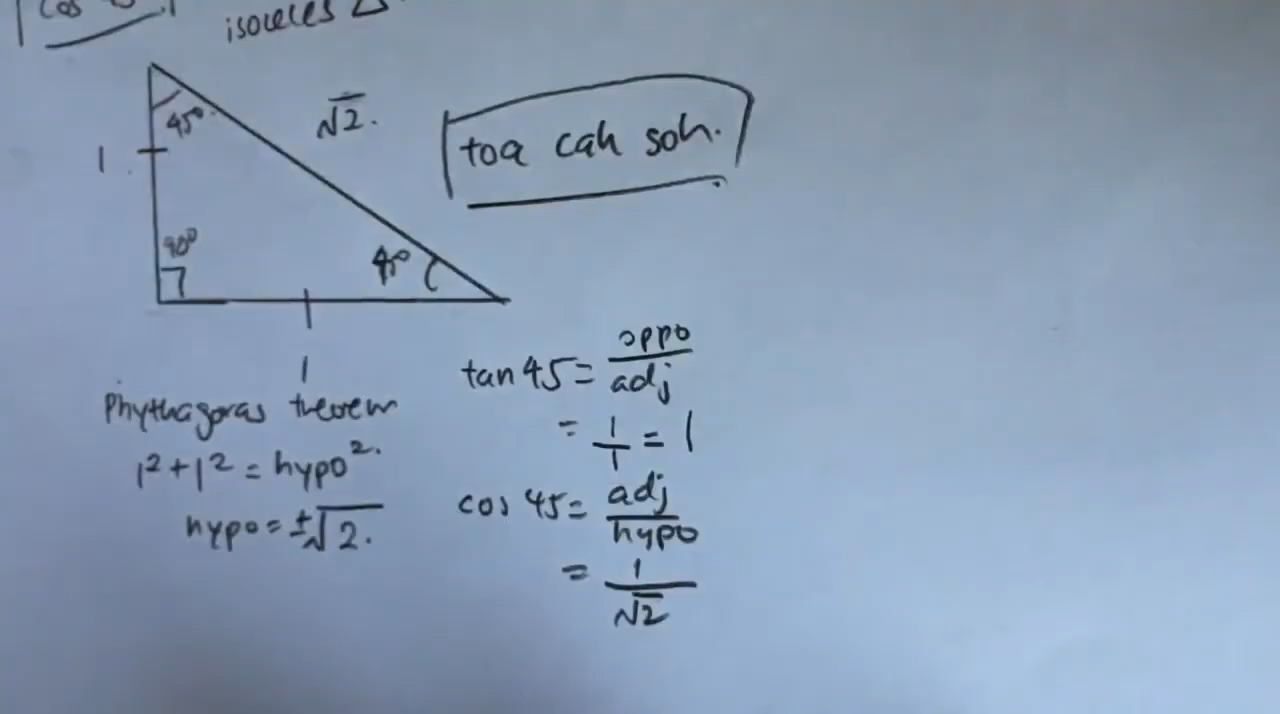 cos
isoceles Δ
45°
√2.
1
toa cah soh.
90°
45°
1
tan 45 = oppo/adj
= 1/1 = 1
Phythagoras theorem
1² + 1² = hypo².
hypo = ±√2.
cos 45 = adj/hypo
= 1/√2